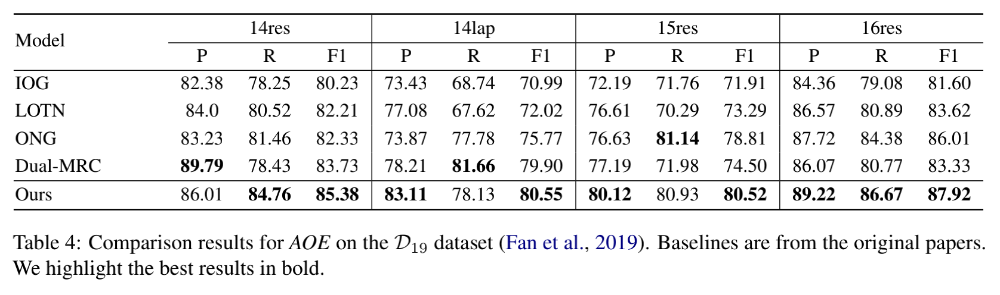 Model 14res 14lap 15res 16res
P R F1 P R F1 P R F1 P R F1
IOG 82.38 78.25 80.23 73.43 68.74 70.99 72.19 71.76 71.91 84.36 79.08 81.60
LOTN 84.0 80.52 82.21 77.08 67.62 72.02 76.61 70.29 73.29 86.57 80.89 83.62
ONG 83.23 81.46 82.33 73.87 77.78 75.77 76.63 81.14 78.81 87.72 84.38 86.01
Dual-MRC 89.79 78.43 83.73 78.21 81.66 79.90 77.19 71.98 74.50 86.07 80.77 83.33
Ours 86.01 84.76 85.38 83.11 78.13 80.55 80.12 80.93 80.52 89.22 86.67 87.92
Table 4: Comparison results for AOE on the 𝒟₁₉ dataset (Fan et al., 2019). Baselines are from the original papers.
We highlight the best results in bold.